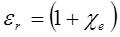 εᵣ = (1 + χₑ)